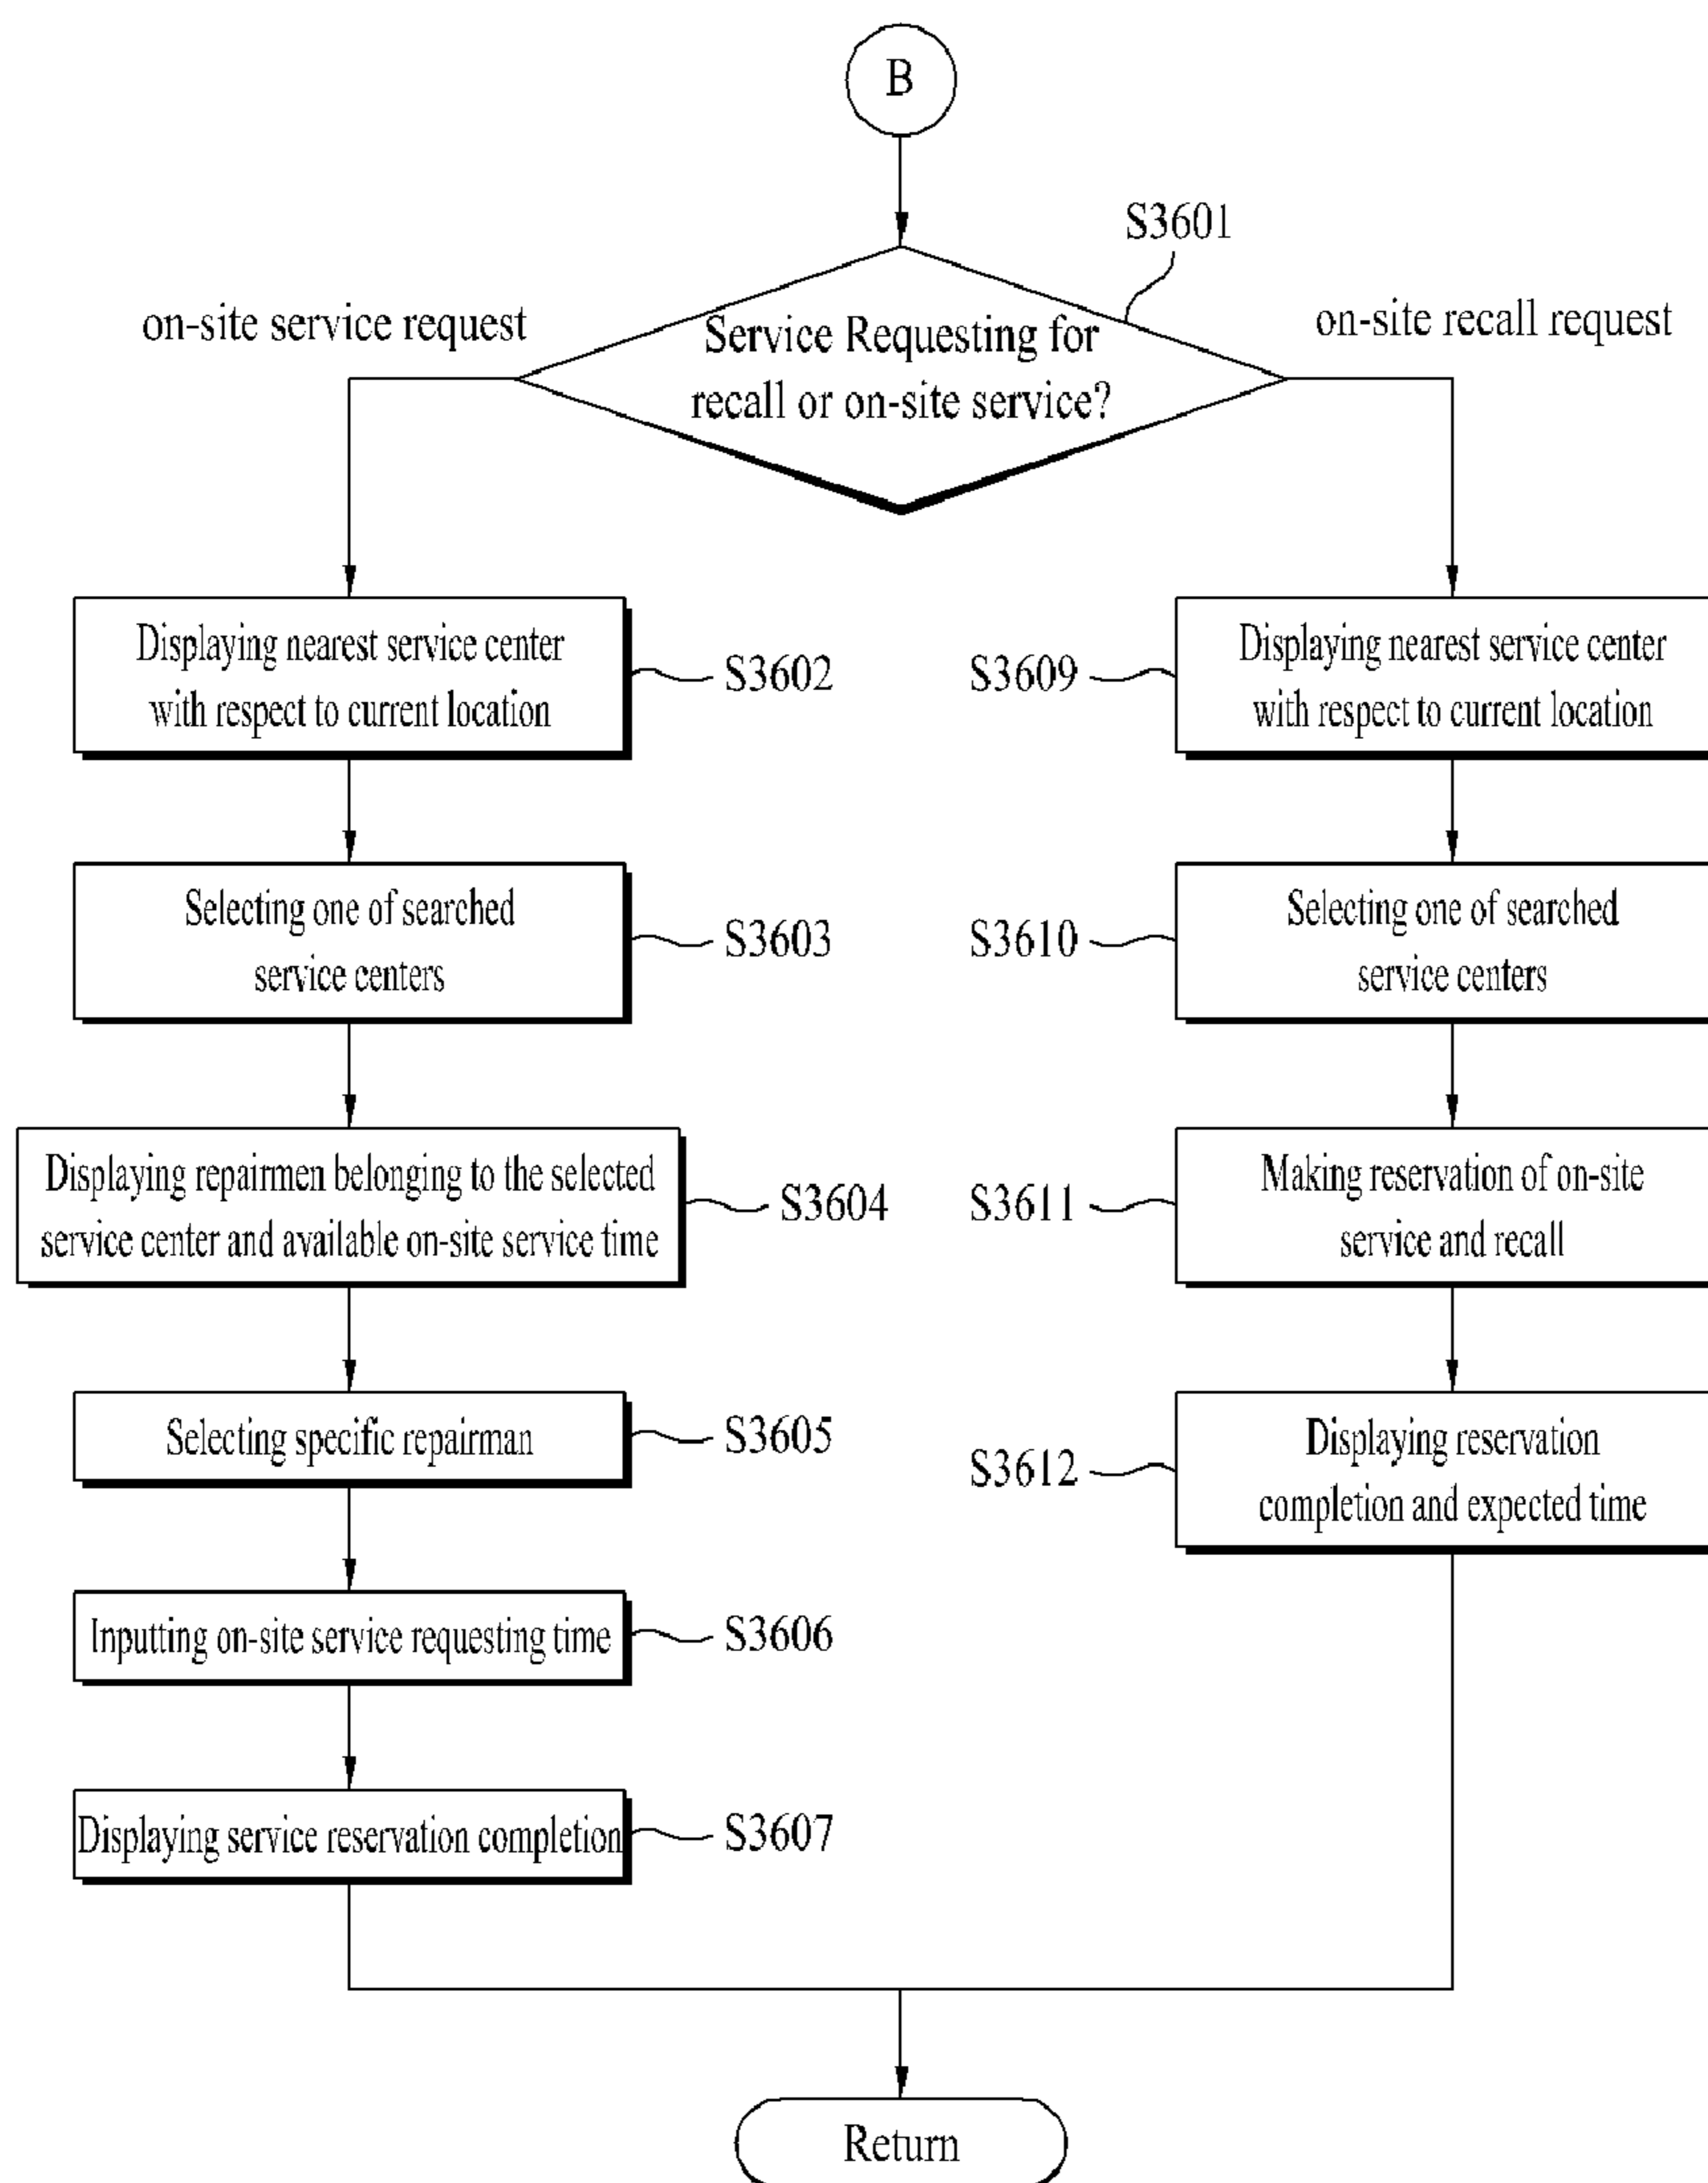 B
S3601
on-site service request
Service Requesting for
recall or on-site service?
on-site recall request
Displaying nearest service center
with respect to current location
S3602
S3609
Displaying nearest service center
with respect to current location
Selecting one of searched
service centers
S3603
S3610
Selecting one of searched
service centers
Displaying repairmen belonging to the selected
service center and available on-site service time
S3604
S3611
Making reservation of on-site
service and recall
Selecting specific repairman
S3605
S3612
Displaying reservation
completion and expected time
Inputting on-site service requesting time
S3606
Displaying service reservation completion
S3607
Return